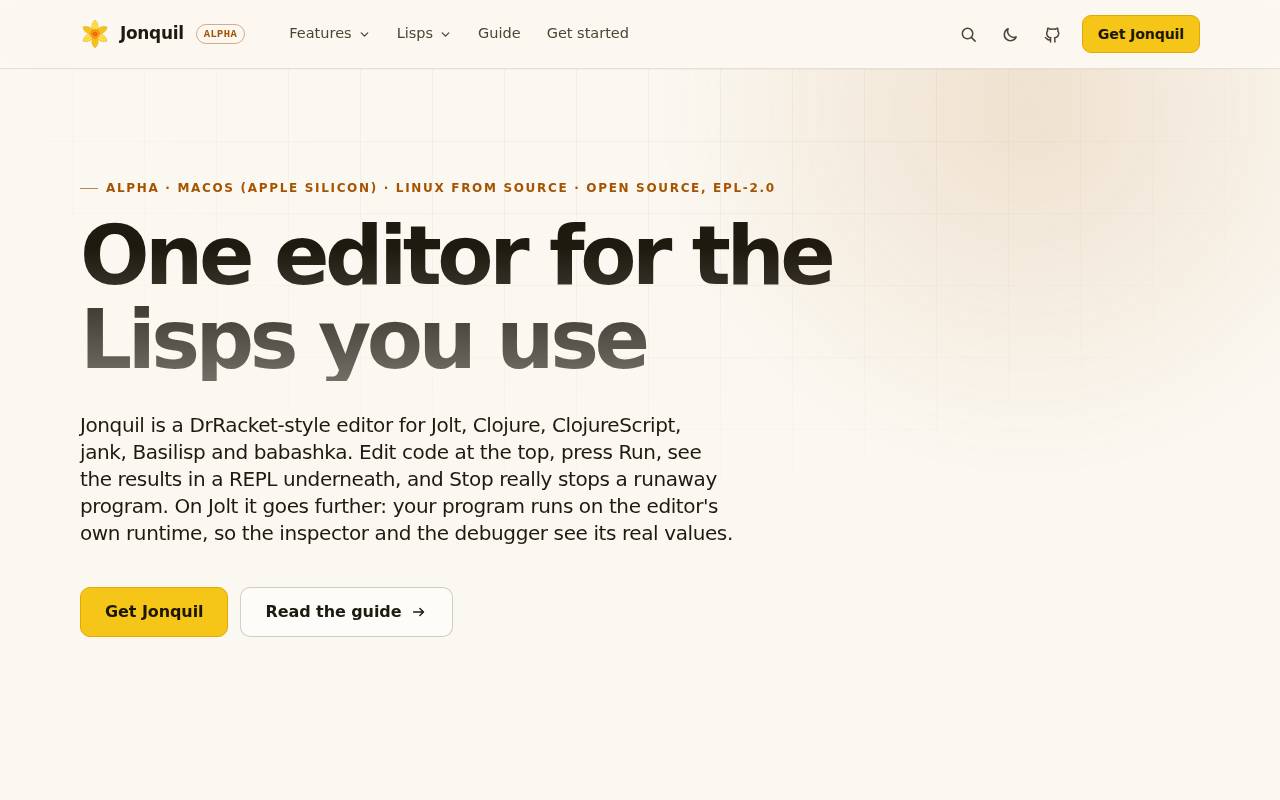 Jonquil ALPHA Features Lisps Guide Get started Get Jonquil
ALPHA · MACOS (APPLE SILICON) · LINUX FROM SOURCE · OPEN SOURCE, EPL-2.0
One editor for the
Lisps you use
Jonquil is a DrRacket-style editor for Jolt, Clojure, ClojureScript,
jank, Basilisp and babashka. Edit code at the top, press Run, see
the results in a REPL underneath, and Stop really stops a runaway
program. On Jolt it goes further: your program runs on the editor's
own runtime, so the inspector and the debugger see its real values.
Get Jonquil Read the guide →